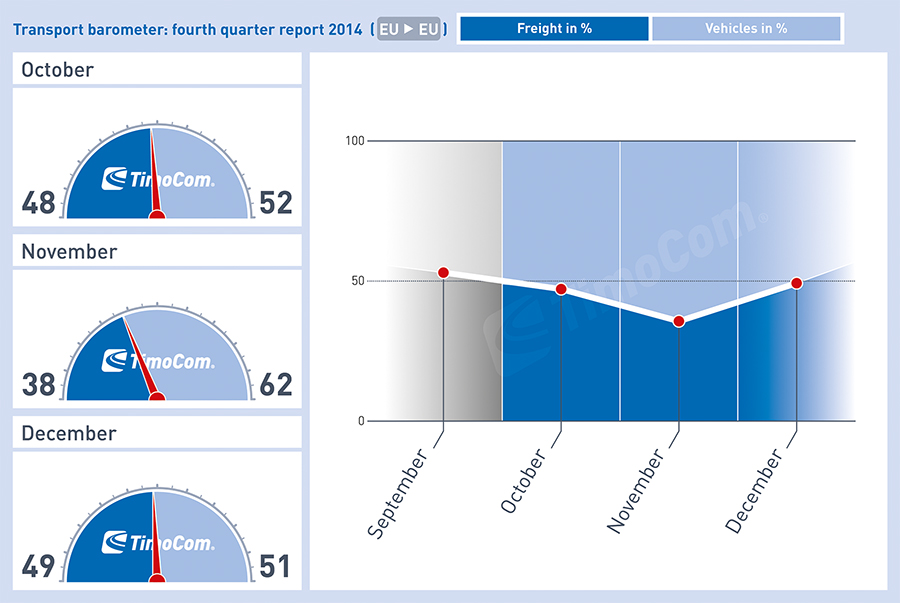 Transport barometer: fourth quarter report 2014 (EU ▶ EU)
Freight in %
Vehicles in %
October
TimoCom®
48
52
November
TimoCom®
38
62
December
TimoCom®
49
51
100
50
0
TimoCom®
September
October
November
December